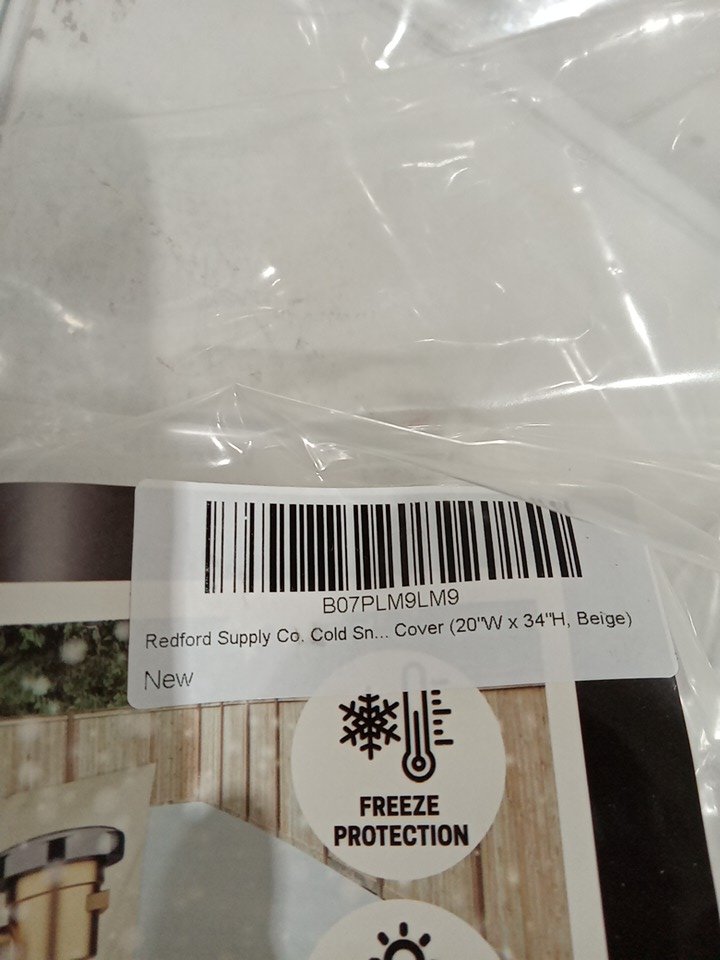 B07PLM9LM9
Redford Supply Co. Cold Sn... Cover (20"W x 34"H, Beige)
New
FREEZE
PROTECTION